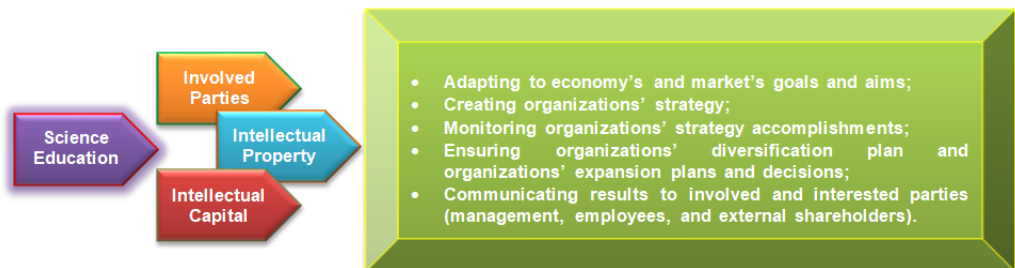 Science
Education
Involved
Parties
Intellectual
Property
Intellectual
Capital
• Adapting to economy's and market's goals and aims;
• Creating organizations' strategy;
• Monitoring organizations' strategy accomplishments;
• Ensuring organizations' diversification plan and
organizations' expansion plans and decisions;
• Communicating results to involved and interested parties
(management, employees, and external shareholders).